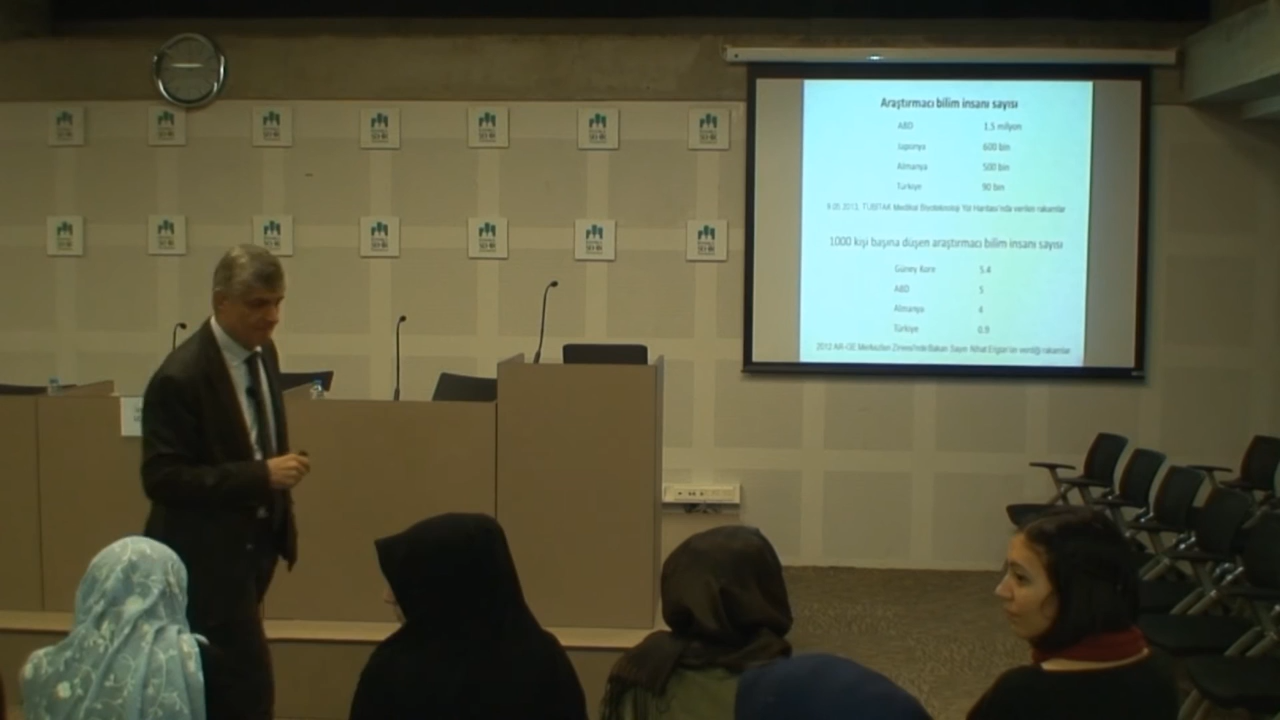 Araştırmacı bilim insanı sayısı
ABD 1,5 milyon
Japonya 600 bin
Almanya 500 bin
Türkiye 90 bin
9.05.2013, TÜBİTAK Medikal Biyoteknoloji Yol Haritası'nda verilen rakamlar
1000 kişi başına düşen araştırmacı bilim insanı sayısı
Güney Kore 5.4
ABD 5
Almanya 4
Türkiye 0.9
2012 AR-GE Merkezleri Zirvesi'nde Bakan Sayın Nihat Ergün'ün verdiği rakamlar